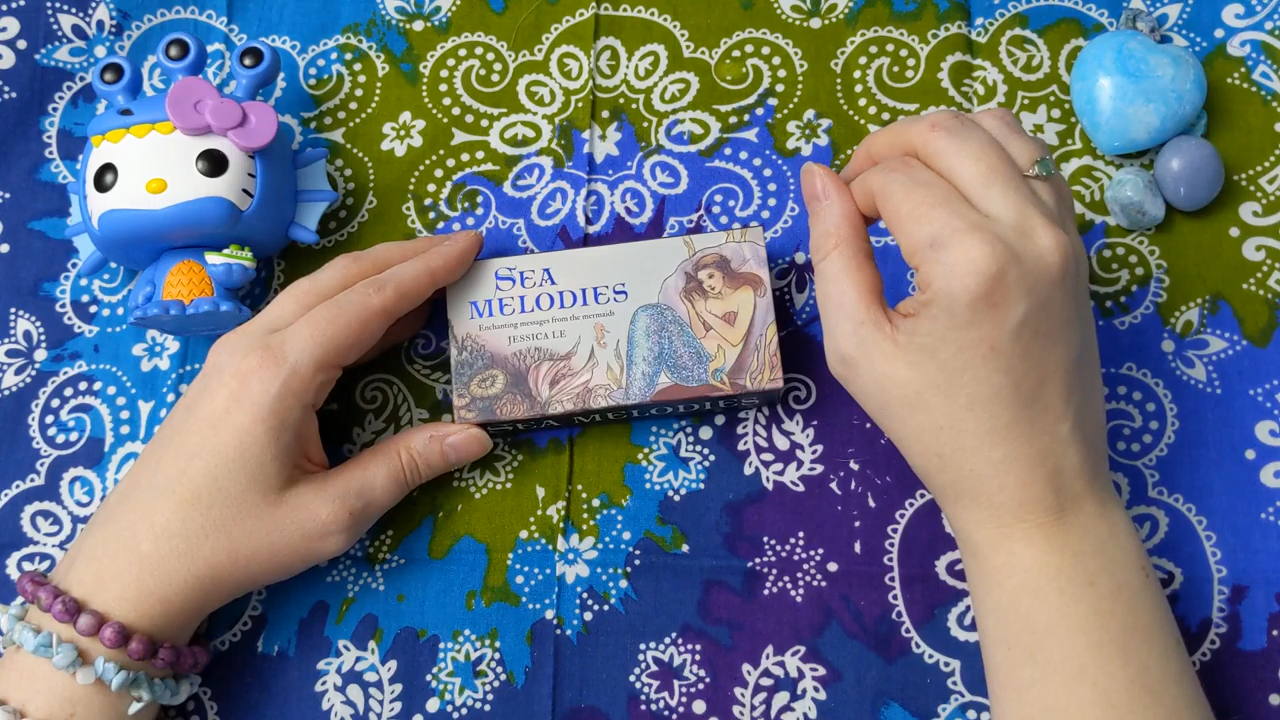 SEA
MELODIES
Enchanting messages from the mermaids
JESSICA LE
SEA MELODIES